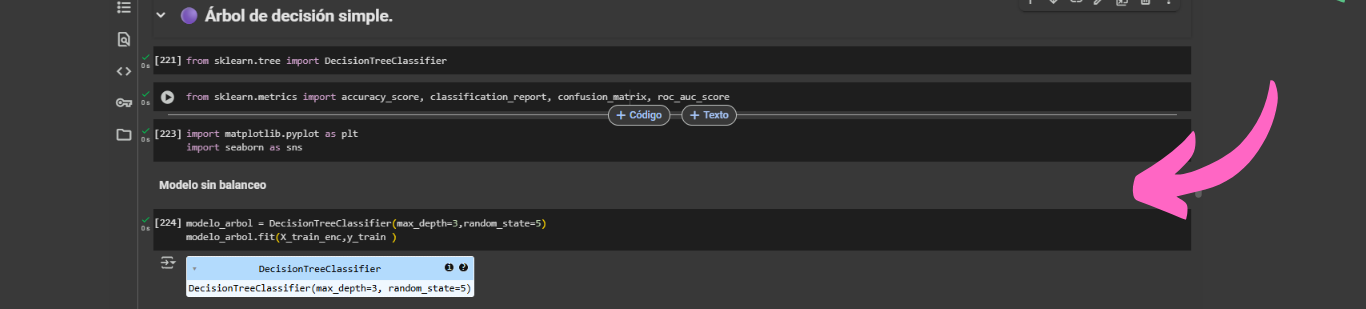 Árbol de decisión simple.
[221] from sklearn.tree import DecisionTreeClassifier
0s
from sklearn.metrics import accuracy_score, classification_report, confusion_matrix, roc_auc_score
0s
+ Código + Texto
[223] import matplotlib.pyplot as plt
0s
import seaborn as sns
Modelo sin balanceo
[224] modelo_arbol = DecisionTreeClassifier(max_depth=3,random_state=5)
0s
modelo_arbol.fit(X_train_enc,y_train )
DecisionTreeClassifier i ?
DecisionTreeClassifier(max_depth=3, random_state=5)